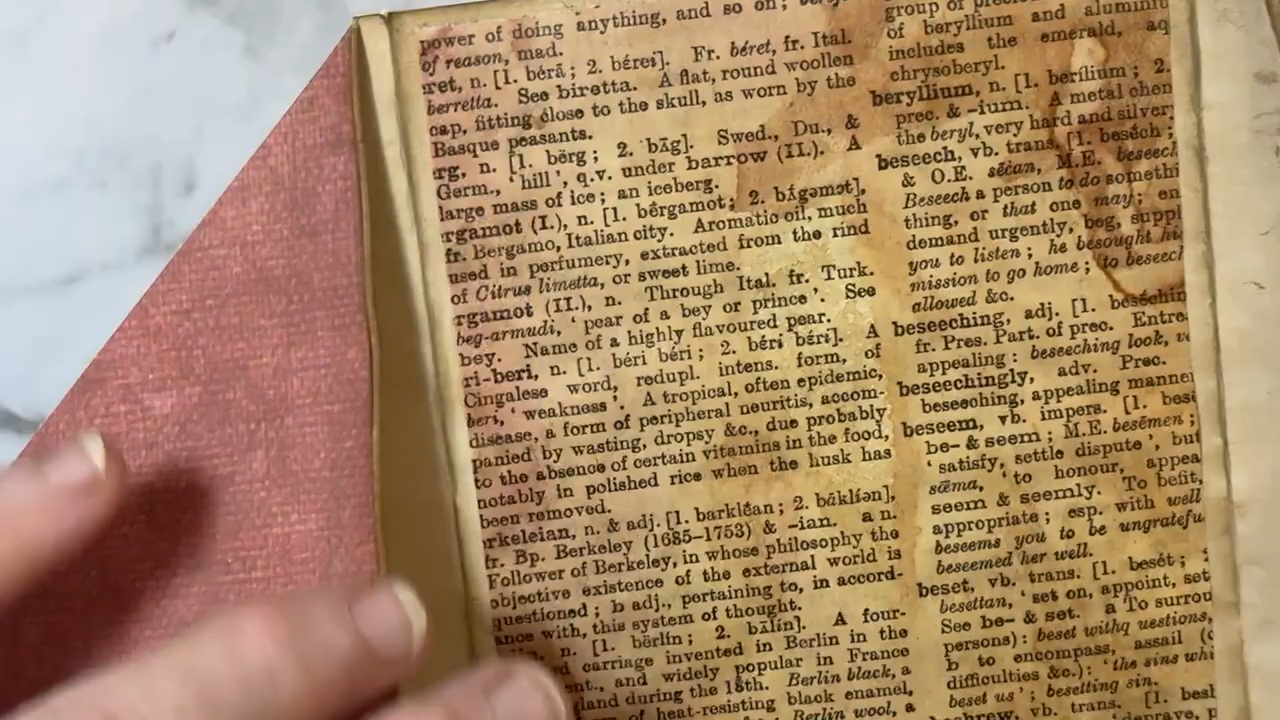 power of doing anything, and so on;
of reason, mad.
ret, n. [1. bérā; 2. bérei]. Fr. béret, fr. Ital.
berretta. See biretta. A flat, round woollen
cap, fitting close to the skull, as worn by the
Basque peasants.
rg, n. [1. bërg; 2. bāg]. Swed., Du., &
Germ., 'hill', q.v. under barrow (II.). A
large mass of ice; an iceberg.
rgamot (I.), n. [1. bërgamot; 2. bágəmət],
fr. Bergamo, Italian city. Aromatic oil, much
used in perfumery, extracted from the rind
of Citrus limetta, or sweet lime.
rgamot (II.), n. Through Ital. fr. Turk.
beg-armudi, 'pear of a bey or prince'. See
bey. Name of a highly flavoured pear.
ri-beri, n. [1. béri béri; 2. béri béri]. A
Cingalese word, redupl. intens. form, of
beri, 'weakness'. A tropical, often epidemic,
disease, a form of peripheral neuritis, accom-
panied by wasting, dropsy &c., due probably
to the absence of certain vitamins in the food,
notably in polished rice when the husk has
been removed.
rkeleian, n. & adj. [1. barklēan; 2. bāklíən],
fr. Bp. Berkeley (1685–1753) & –ian. a n.
Follower of Berkeley, in whose philosophy the
objective existence of the external world is
questioned; b adj., pertaining to, in accord-
ance with, this system of thought.
n. [1. bërlín; 2. bālín]. A four-
carriage invented in Berlin in the
and widely popular in France
during the 18th. Berlin black, a
of heat-resisting black enamel,
Berlin wool, a
group of
of beryllium and
includes the emerald, aq
chrysoberyl.
beryllium, n. [1. berílium; 2.
prec. & –ium. A metal
the beryl, very hard and silver
beseech, vb. trans. [1. beséch;
& O.E. sēcan, M.E. beseech
Beseech a person to do somethi
thing, or that one may; en
demand urgently, beg, suppl
you to listen; he besought hi
mission to go home; to beseech
allowed &c.
beseeching, adj. [1. beséchin
fr. Pres. Part. of prec. Entre
appealing: beseeching look, v
beseechingly, adv. Prec.
beseeching, appealing manner
beseem, vb. impers. [1. bes
be– & seem; M.E. besēmen;
'satisfy, settle dispute', but
sœma, 'to honour, appea
seem & seemly. To befit,
appropriate; esp. with well
beseems you to be ungratefu
beseemed her well.
beset, vb. trans. [1. besét;
besettan, 'set on, appoint, set
See be– & set. a To surrou
persons): beset withq uestions,
b to encompass, assail (o
difficulties &c.): 'the sins whi
beset us'; besetting sin.
vb. trans. [1. besh